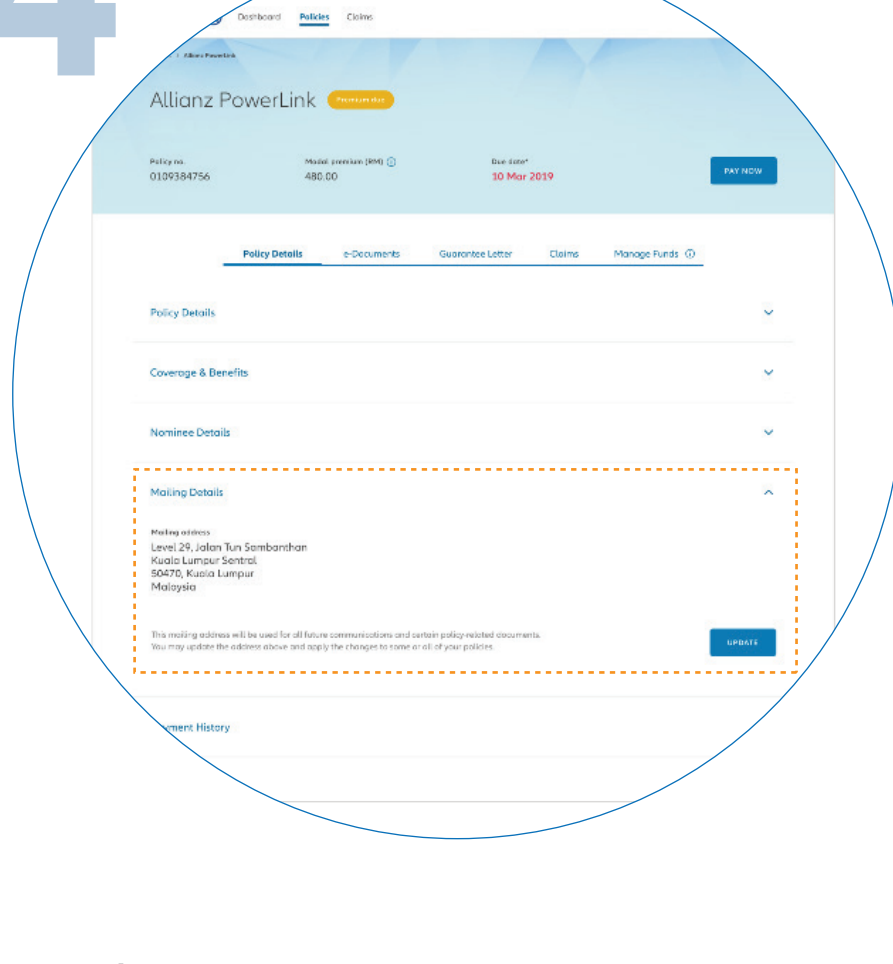 4
Dashboard Policies Claims
> Allianz PowerLink
Allianz PowerLink Premium due
Policy no. Modal premium (RM) Due date*
0109384756 480.00 10 Mar 2019 PAY NOW
Policy Details e-Documents Guarantee Letter Claims Manage Funds
Policy Details
Coverage & Benefits
Nominee Details
Mailing Details
Mailing address
Level 29, Jalan Tun Sambanthan
Kuala Lumpur Sentral
50470, Kuala Lumpur
Malaysia
This mailing address will be used for all future communications and certain policy-related documents.
You may update the address above and apply the changes to some or all of your policies.
UPDATE
yment History